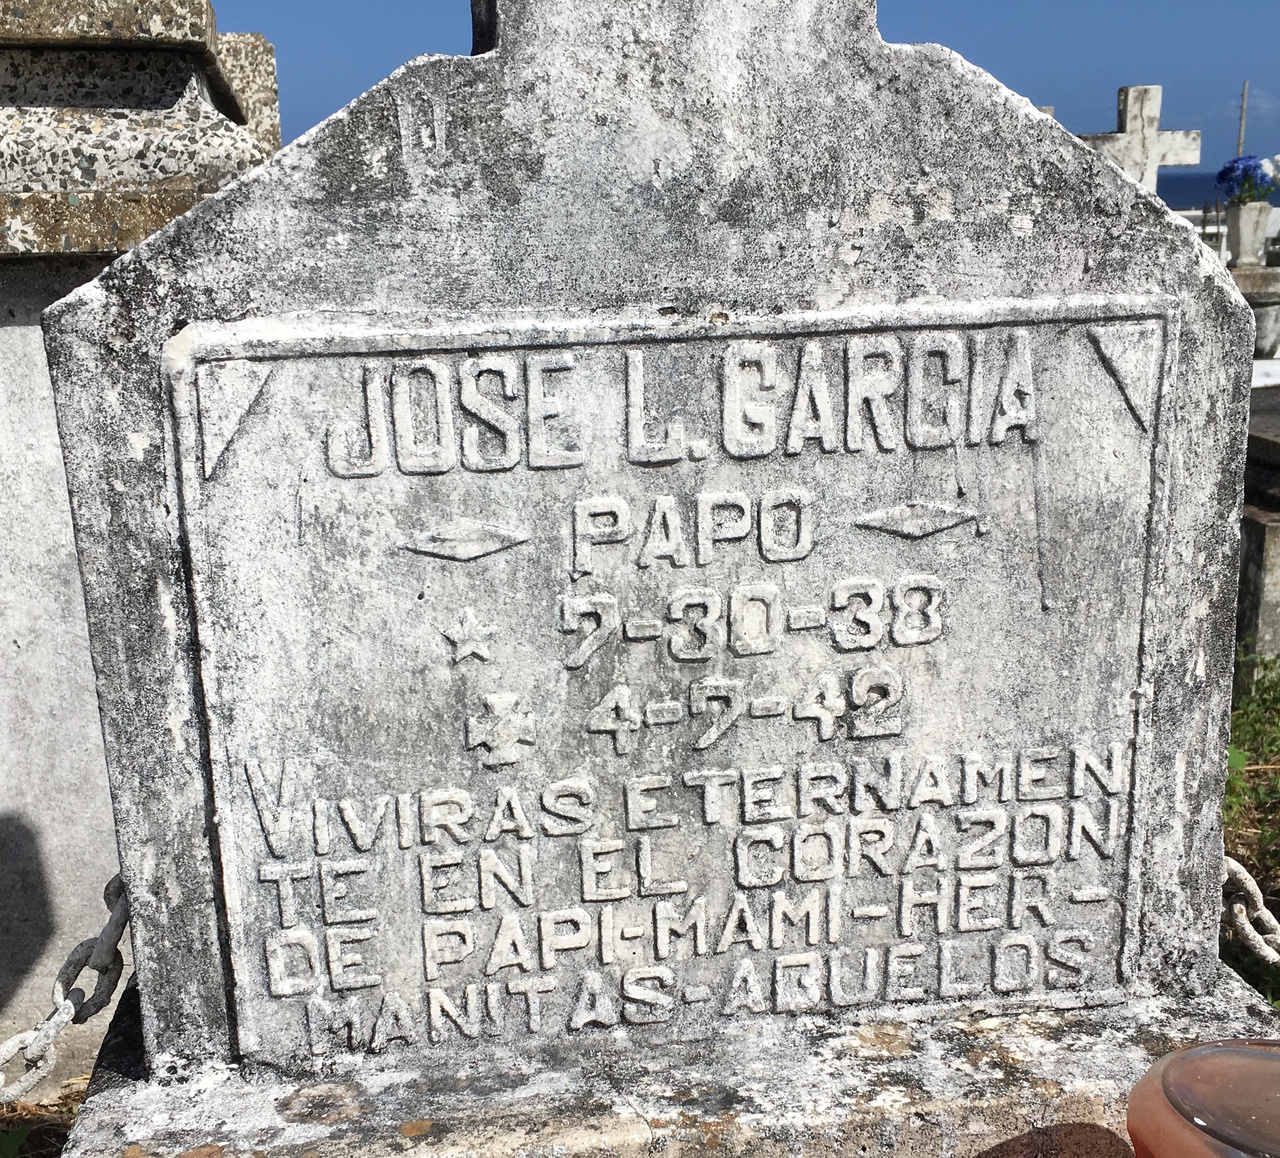 JOSE L. GARCIA
PAPO
7-30-38
4-7-42
VIVIRAS ETERNAMEN
TE EN EL CORAZON
DE PAPI-MAMI-HER-
MANITAS-AQUELOS